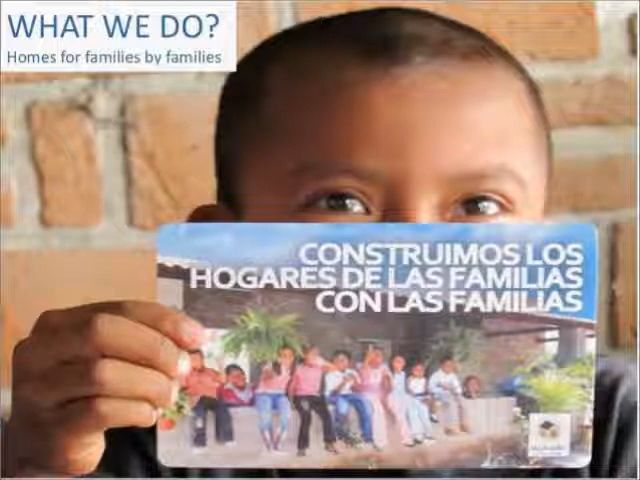 WHAT WE DO?
Homes for families by families
CONSTRUIMOS LOS
HOGARES DE LAS FAMILIAS
CON LAS FAMILIAS